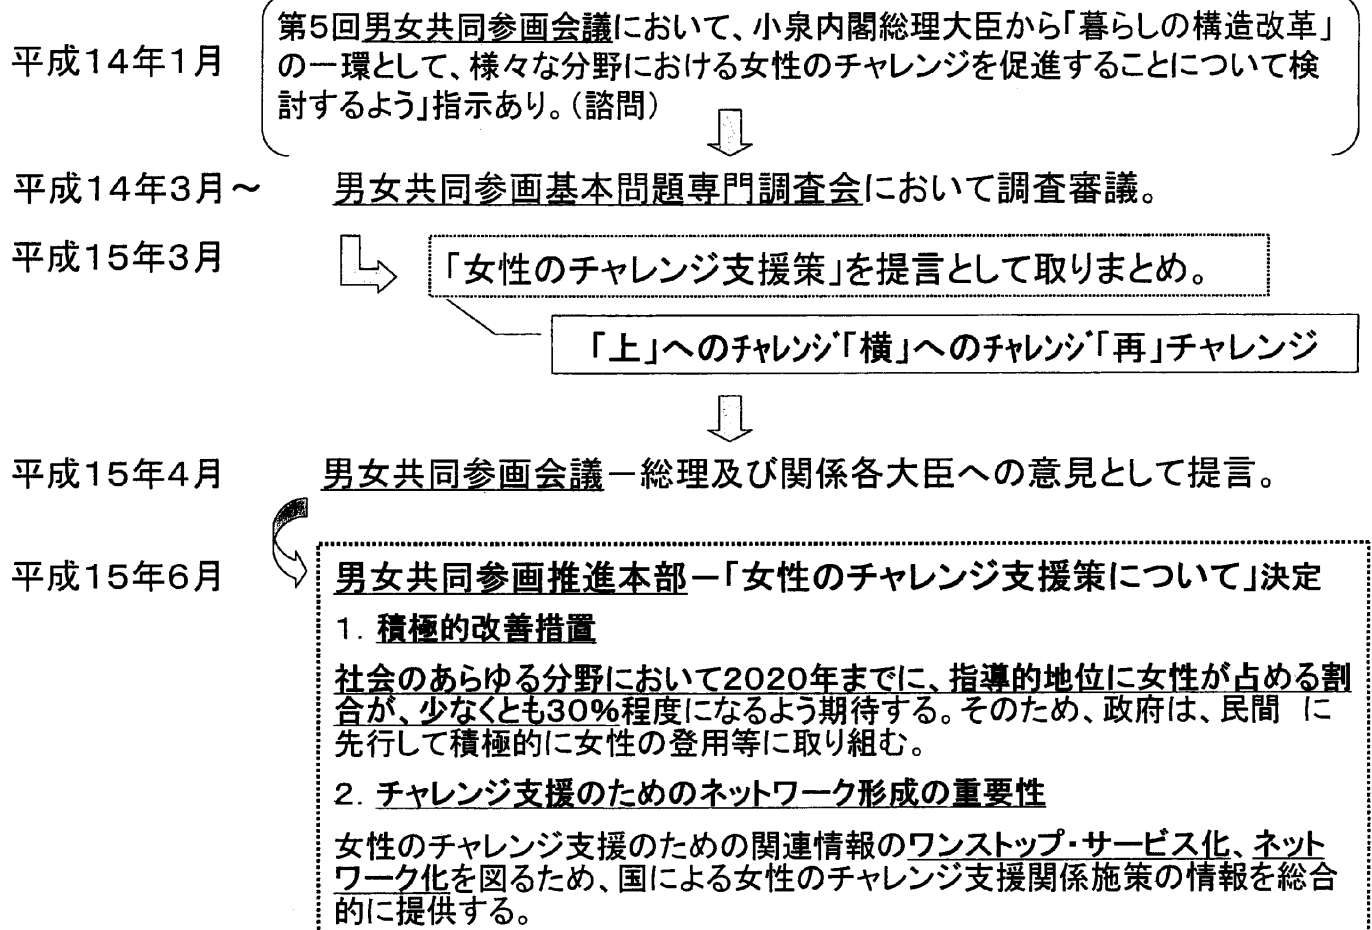 平成14年1月
第5回男女共同参画会議において、小泉内閣総理大臣から「暮らしの構造改革」
の一環として、様々な分野における女性のチャレンジを促進することについて検
討するよう」指示あり。(諮問)
平成14年3月~
男女共同参画基本問題専門調査会において調査審議。
平成15年3月
「女性のチャレンジ支援策」を提言として取りまとめ。
「上」へのチャレンジ「横」へのチャレンジ「再」チャレンジ
平成15年4月
男女共同参画会議-総理及び関係各大臣への意見として提言。
平成15年6月
男女共同参画推進本部-「女性のチャレンジ支援策について」決定
1. 積極的改善措置
社会のあらゆる分野において2020年までに、指導的地位に女性が占める割
合が、少なくとも30%程度になるよう期待する。そのため、政府は、民間 に
先行して積極的に女性の登用等に取り組む。
2. チャレンジ支援のためのネットワーク形成の重要性
女性のチャレンジ支援のための関連情報のワンストップ・サービス化、ネット
ワーク化を図るため、国による女性のチャレンジ支援関係施策の情報を総合
的に提供する。